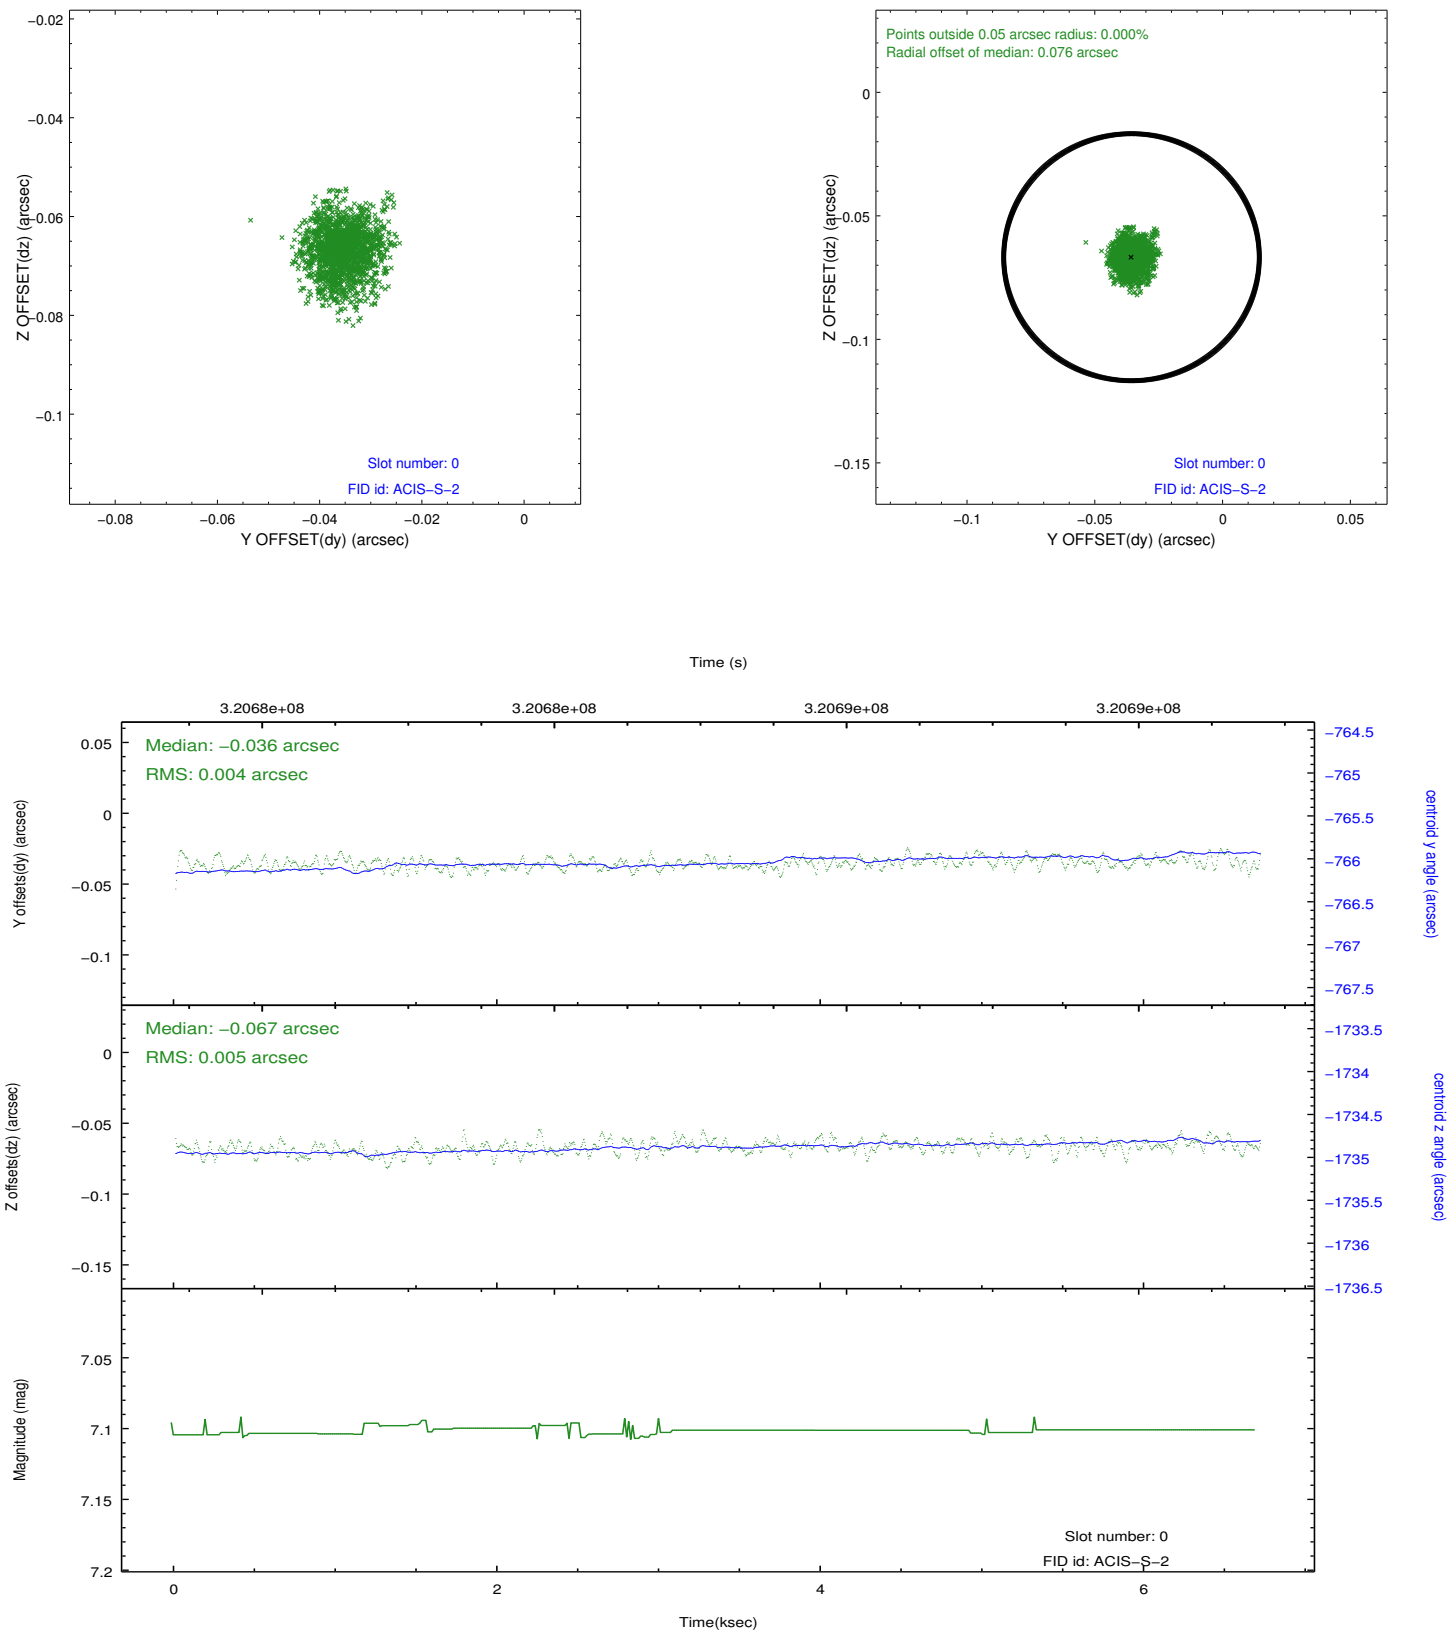 −0.02
−0.04
−0.06
−0.08
−0.1
Z OFFSET(dz) (arcsec)
Slot number: 0
FID id: ACIS−S−2
−0.08
−0.06
−0.04
−0.02
0
Y OFFSET(dy) (arcsec)
Points outside 0.05 arcsec radius: 0.000%
Radial offset of median: 0.076 arcsec
0
−0.05
−0.1
−0.15
Z OFFSET(dz) (arcsec)
Slot number: 0
FID id: ACIS−S−2
−0.1
−0.05
0
0.05
Y OFFSET(dy) (arcsec)
Time (s)
3.2068e+08
3.2068e+08
3.2069e+08
3.2069e+08
Median: −0.036 arcsec
RMS: 0.004 arcsec
0.05
0
−0.05
−0.1
Y offsets(dy) (arcsec)
−764.5
−765
−765.5
−766
−766.5
−767
−767.5
centroid y angle (arcsec)
Median: −0.067 arcsec
RMS: 0.005 arcsec
0
−0.05
−0.1
−0.15
Z offsets(dz) (arcsec)
−1733.5
−1734
−1734.5
−1735
−1735.5
−1736
−1736.5
centroid z angle (arcsec)
7.05
7.1
7.15
7.2
Magnitude (mag)
Slot number: 0
FID id: ACIS−S−2
0
2
4
6
Time(ksec)